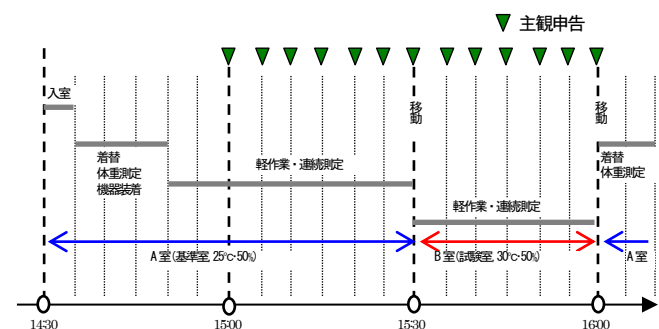 主観申告
入室
移動
移動
着替
体重測定
機器装着
軽作業・連続測定
着替
体重測定
軽作業・連続測定
A 室(基準室, 25℃・50%)
B 室(試験室, 30℃・50%)
A 室
14:30
15:00
15:30
16:00